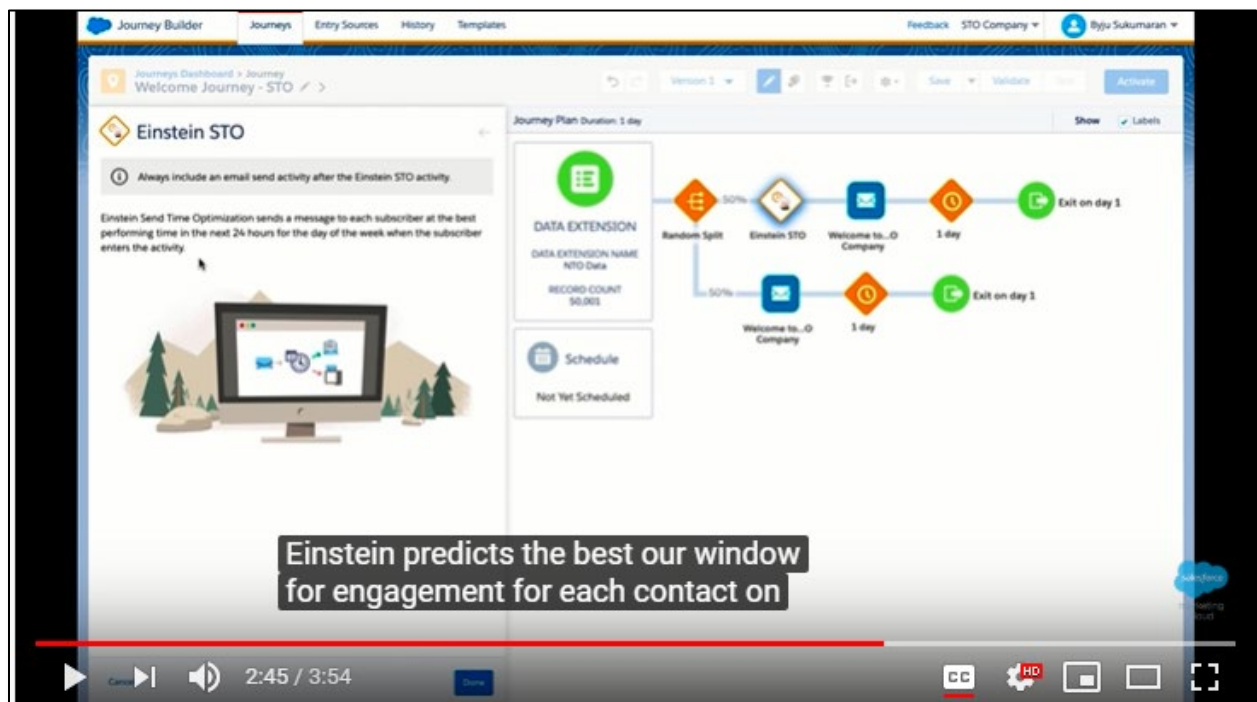 Journey Builder Journeys Entry Sources History Templates Feedback STO Company Byju Sukumaran
Journeys Dashboard > Journey
Welcome Journey - STO
Version 1 Save Validate Activate
Einstein STO
Journey Plan Duration: 1 day Show Labels
Always include an email send activity after the Einstein STO activity.
Einstein Send Time Optimization sends a message to each subscriber at the best
performing time in the next 24 hours for the day of the week when the subscriber
enters the activity.
DATA EXTENSION
DATA EXTENSION NAME
NTO Data
RECORD COUNT
50,001
Schedule
Not Yet Scheduled
50%
Random Split
Einstein STO
Welcome to...O
Company
1 day
Exit on day 1
50%
Welcome to...O
Company
1 day
Exit on day 1
Einstein predicts the best our window
for engagement for each contact on
salesforce
marketing
cloud
2:45 / 3:54
CC
HD
Done